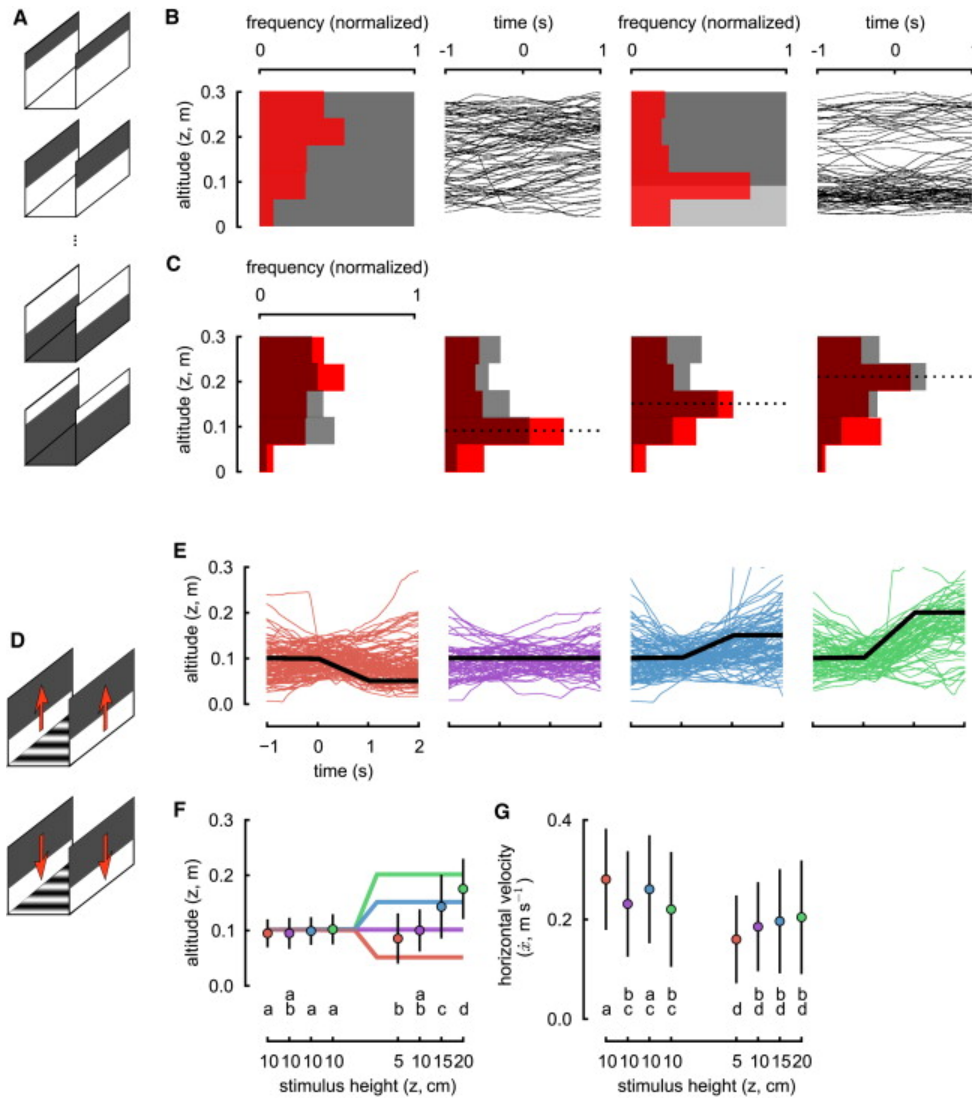 A
B
frequency (normalized)
time (s)
frequency (normalized)
time (s)
0
1
-1
0
1
0
1
-1
0
1
altitude (z, m)
0.3
0.2
0.1
0
...
C
frequency (normalized)
0
1
altitude (z, m)
0.3
0.2
0.1
0
D
E
altitude (z, m)
0.3
0.2
0.1
0.0
−1
0
1
2
time (s)
F
altitude (z, m)
0.3
0.2
0.1
0.0
a
a
b
a
a
b
a
b
c
d
10 10 10 10
5 10 15 20
stimulus height (z, cm)
G
horizontal velocity
(ẋ, m s⁻¹)
0.4
0.2
0.0
a
b
c
a
c
b
c
d
b
d
b
d
b
d
10 10 10 10
5 10 15 20
stimulus height (z, cm)